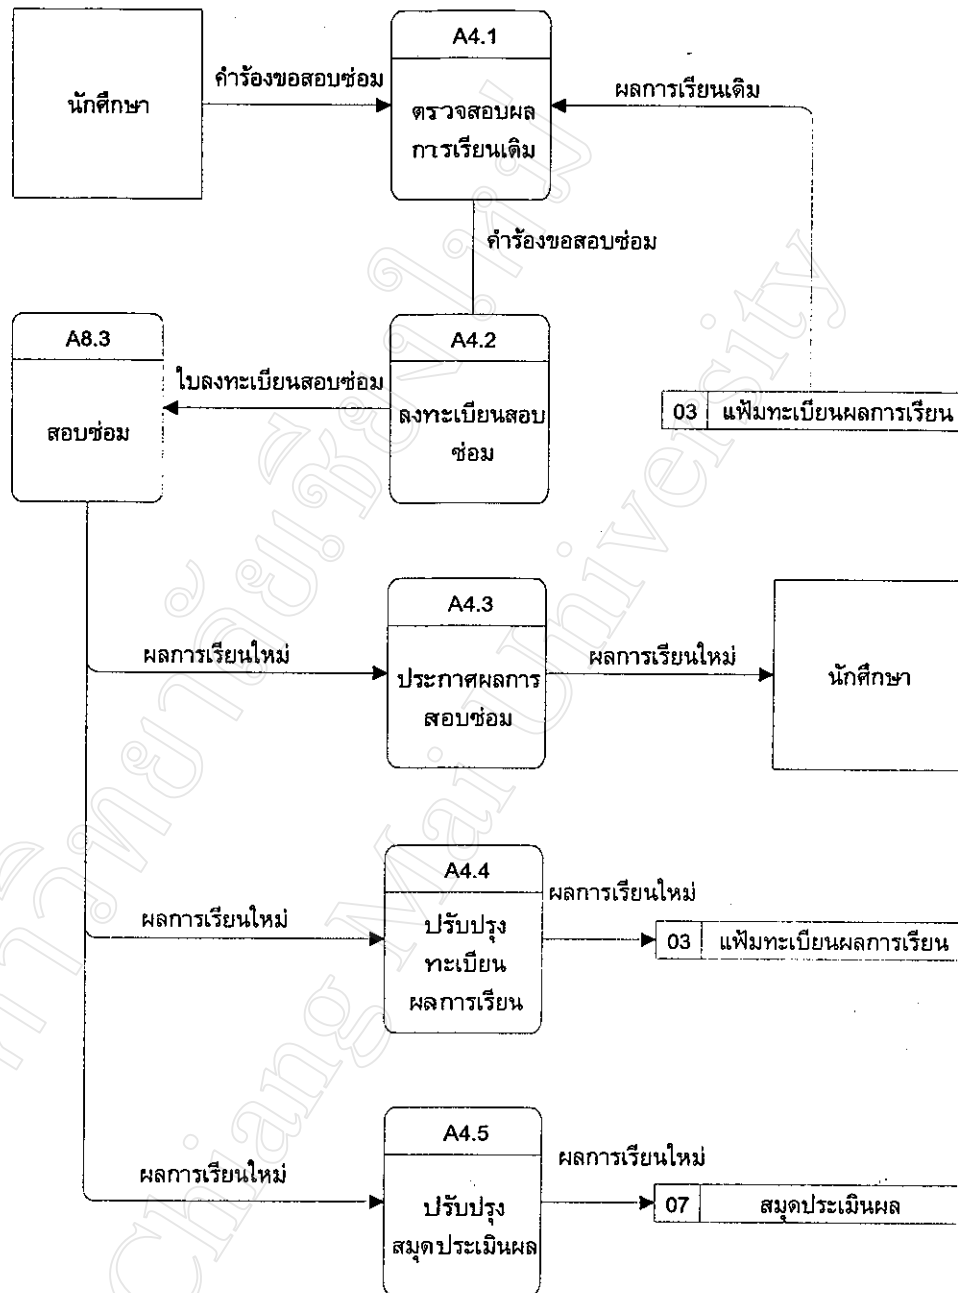 A4.1
นักศึกษา
คำร้องขอสอบซ่อม
ตรวจสอบผล
การเรียนเดิม
ผลการเรียนเดิม
คำร้องขอสอบซ่อม
A8.3
สอบซ่อม
ใบลงทะเบียนสอบซ่อม
A4.2
ลงทะเบียนสอบ
ซ่อม
03 แฟ้มทะเบียนผลการเรียน
A4.3
ผลการเรียนใหม่
ประกาศผลการ
สอบซ่อม
ผลการเรียนใหม่
นักศึกษา
A4.4
ผลการเรียนใหม่
ปรับปรุง
ทะเบียน
ผลการเรียน
ผลการเรียนใหม่
03 แฟ้มทะเบียนผลการเรียน
A4.5
ผลการเรียนใหม่
ปรับปรุง
สมุดประเมินผล
ผลการเรียนใหม่
07 สมุดประเมินผล
Chiang Mai University